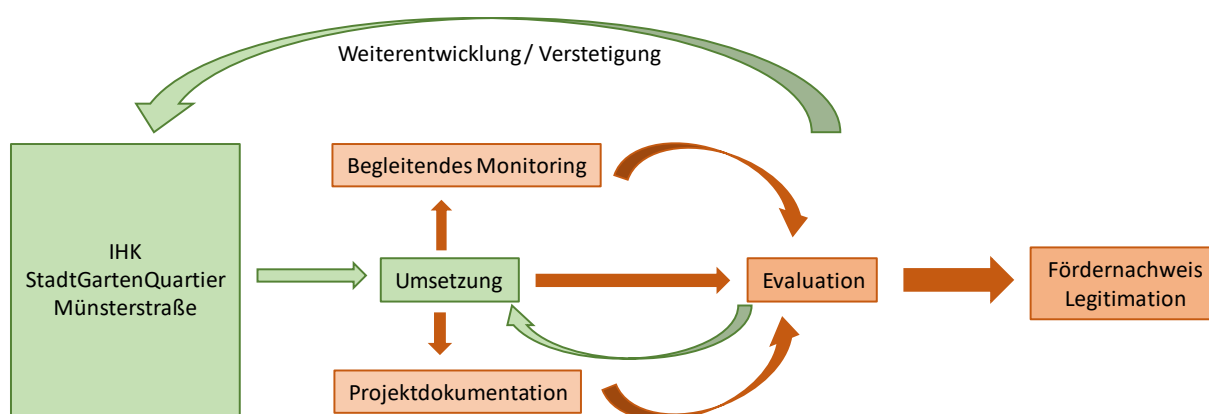 Weiterentwicklung / Verstetigung
Begleitendes Monitoring
IHK
StadtGartenQuartier
Münsterstraße
Umsetzung
Evaluation
Fördernachweis
Legitimation
Projektdokumentation